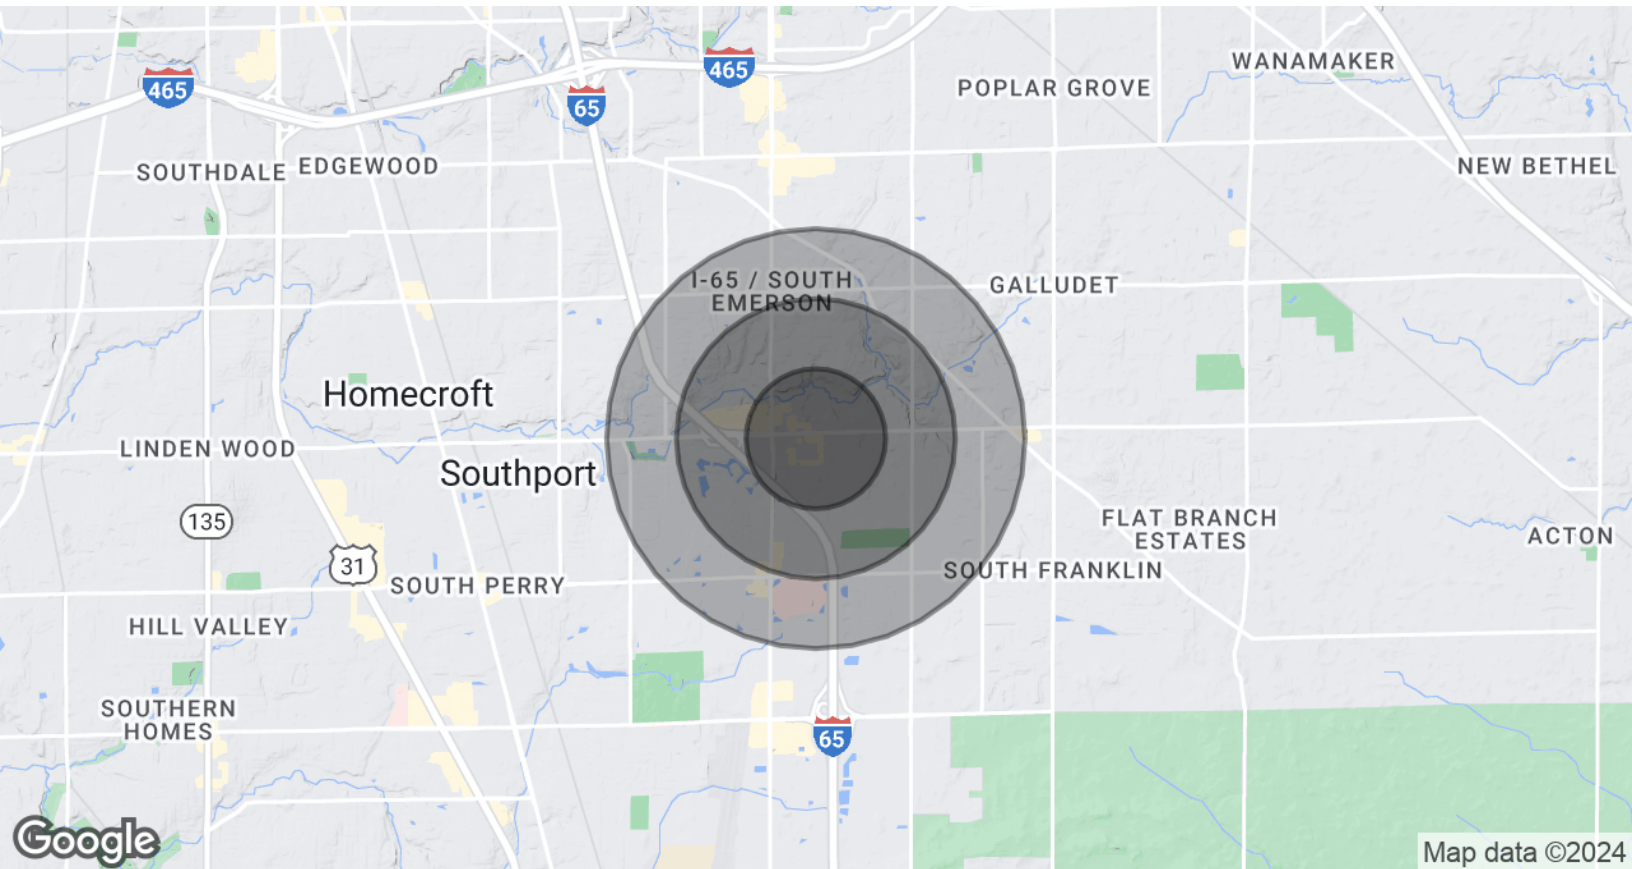 WANAMAKER
465
465
POPLAR GROVE
65
SOUTHDALE
EDGEWOOD
NEW BETHEL
I-65 / SOUTH
EMERSON
GALLUDET
Homecroft
LINDEN WOOD
Southport
135
FLAT BRANCH
ESTATES
ACTON
31
SOUTH PERRY
SOUTH FRANKLIN
HILL VALLEY
SOUTHERN
HOMES
65
Google
Map data ©2024